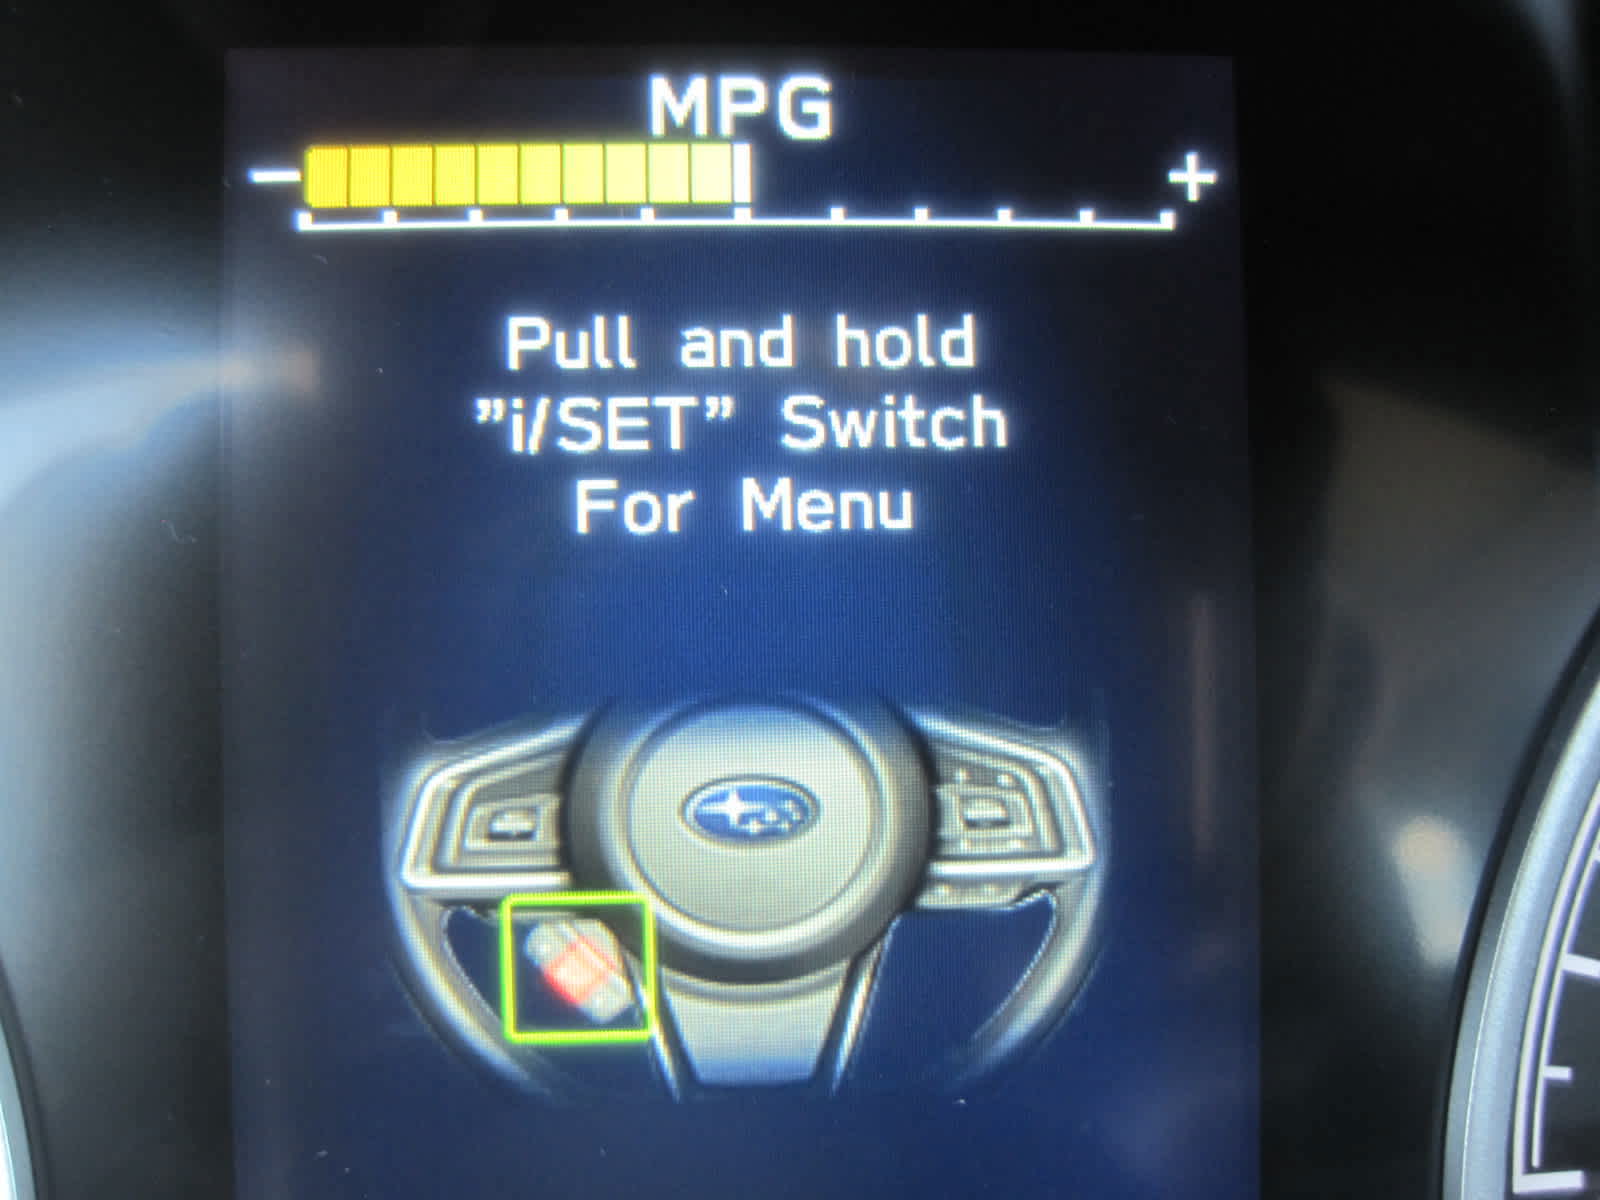 MPG
- +
Pull and hold
”i/SET” Switch
For Menu